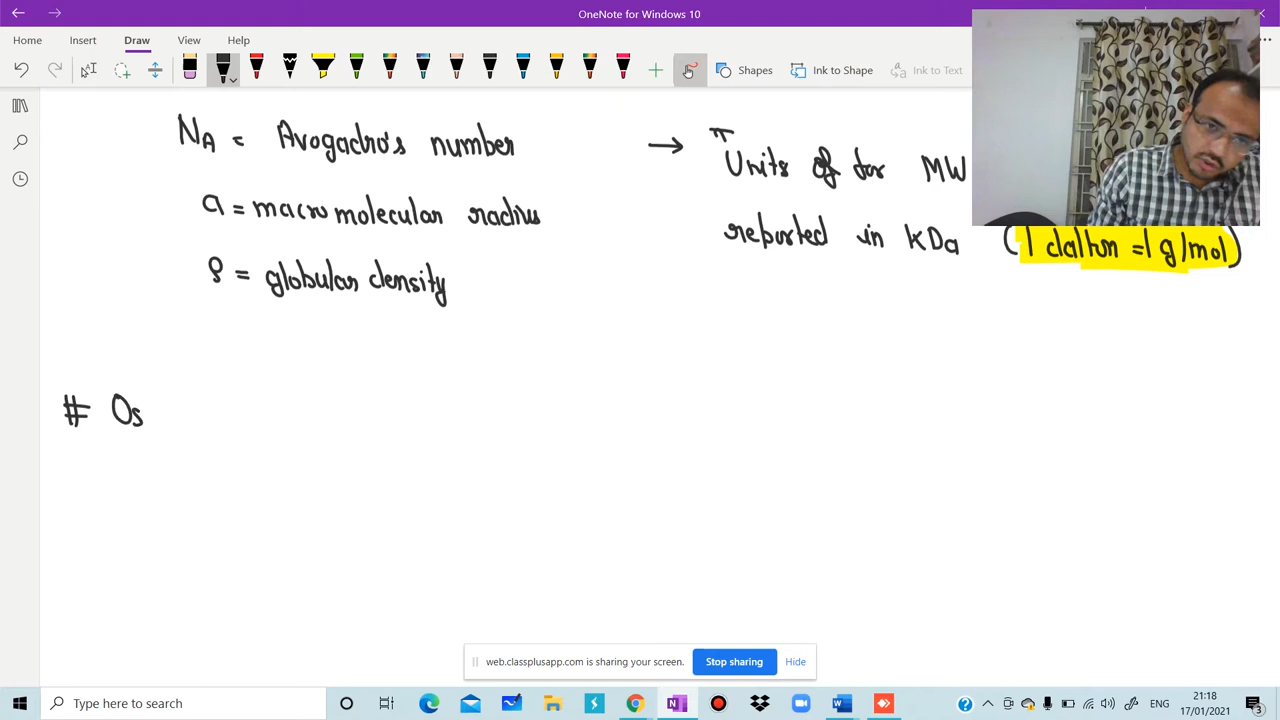 OneNote for Windows 10
Home Insert Draw View Help
Shapes Ink to Shape Ink to Text
NA = Avogadro's number
a = macromolecular radius
ρ = globular density
→ Units of for MW
reported in kDa (1 dalton = 1 g/mol)
# Os
web.classplusapp.com is sharing your screen. Stop sharing Hide
Type here to search
ENG
21:18
17/01/2021
3